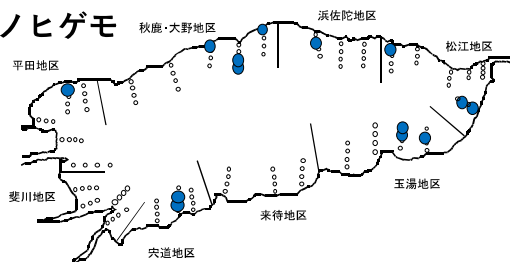 ノヒゲモ
浜佐陀地区
秋鹿・大野地区
松江地区
平田地区
玉湯地区
斐川地区
来待地区
宍道地区